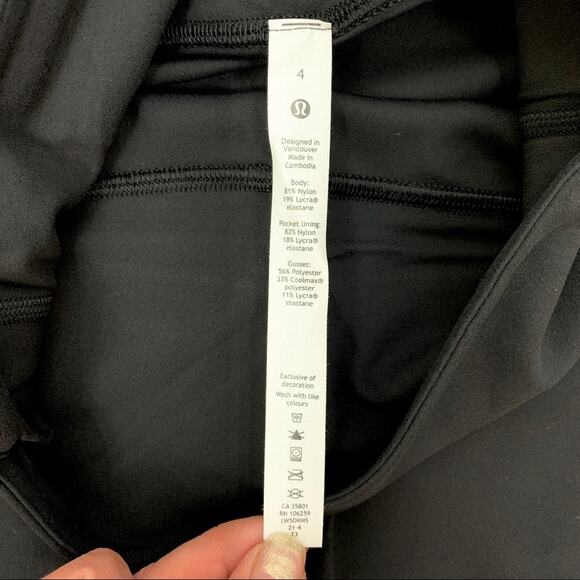 4
Designed in
Vancouver
Made in
Cambodia
Body:
81% Nylon
19% Lycra®
elastane
Pocket lining:
82% Nylon
18% Lycra®
elastane
Gusset:
56% Polyester
33% Coolmax®
polyester
11% Lycra®
elastane
Exclusive of
decoration
Wash with like
colours
CA 35801
RN 106259
LW5DKMS
21-4
T3